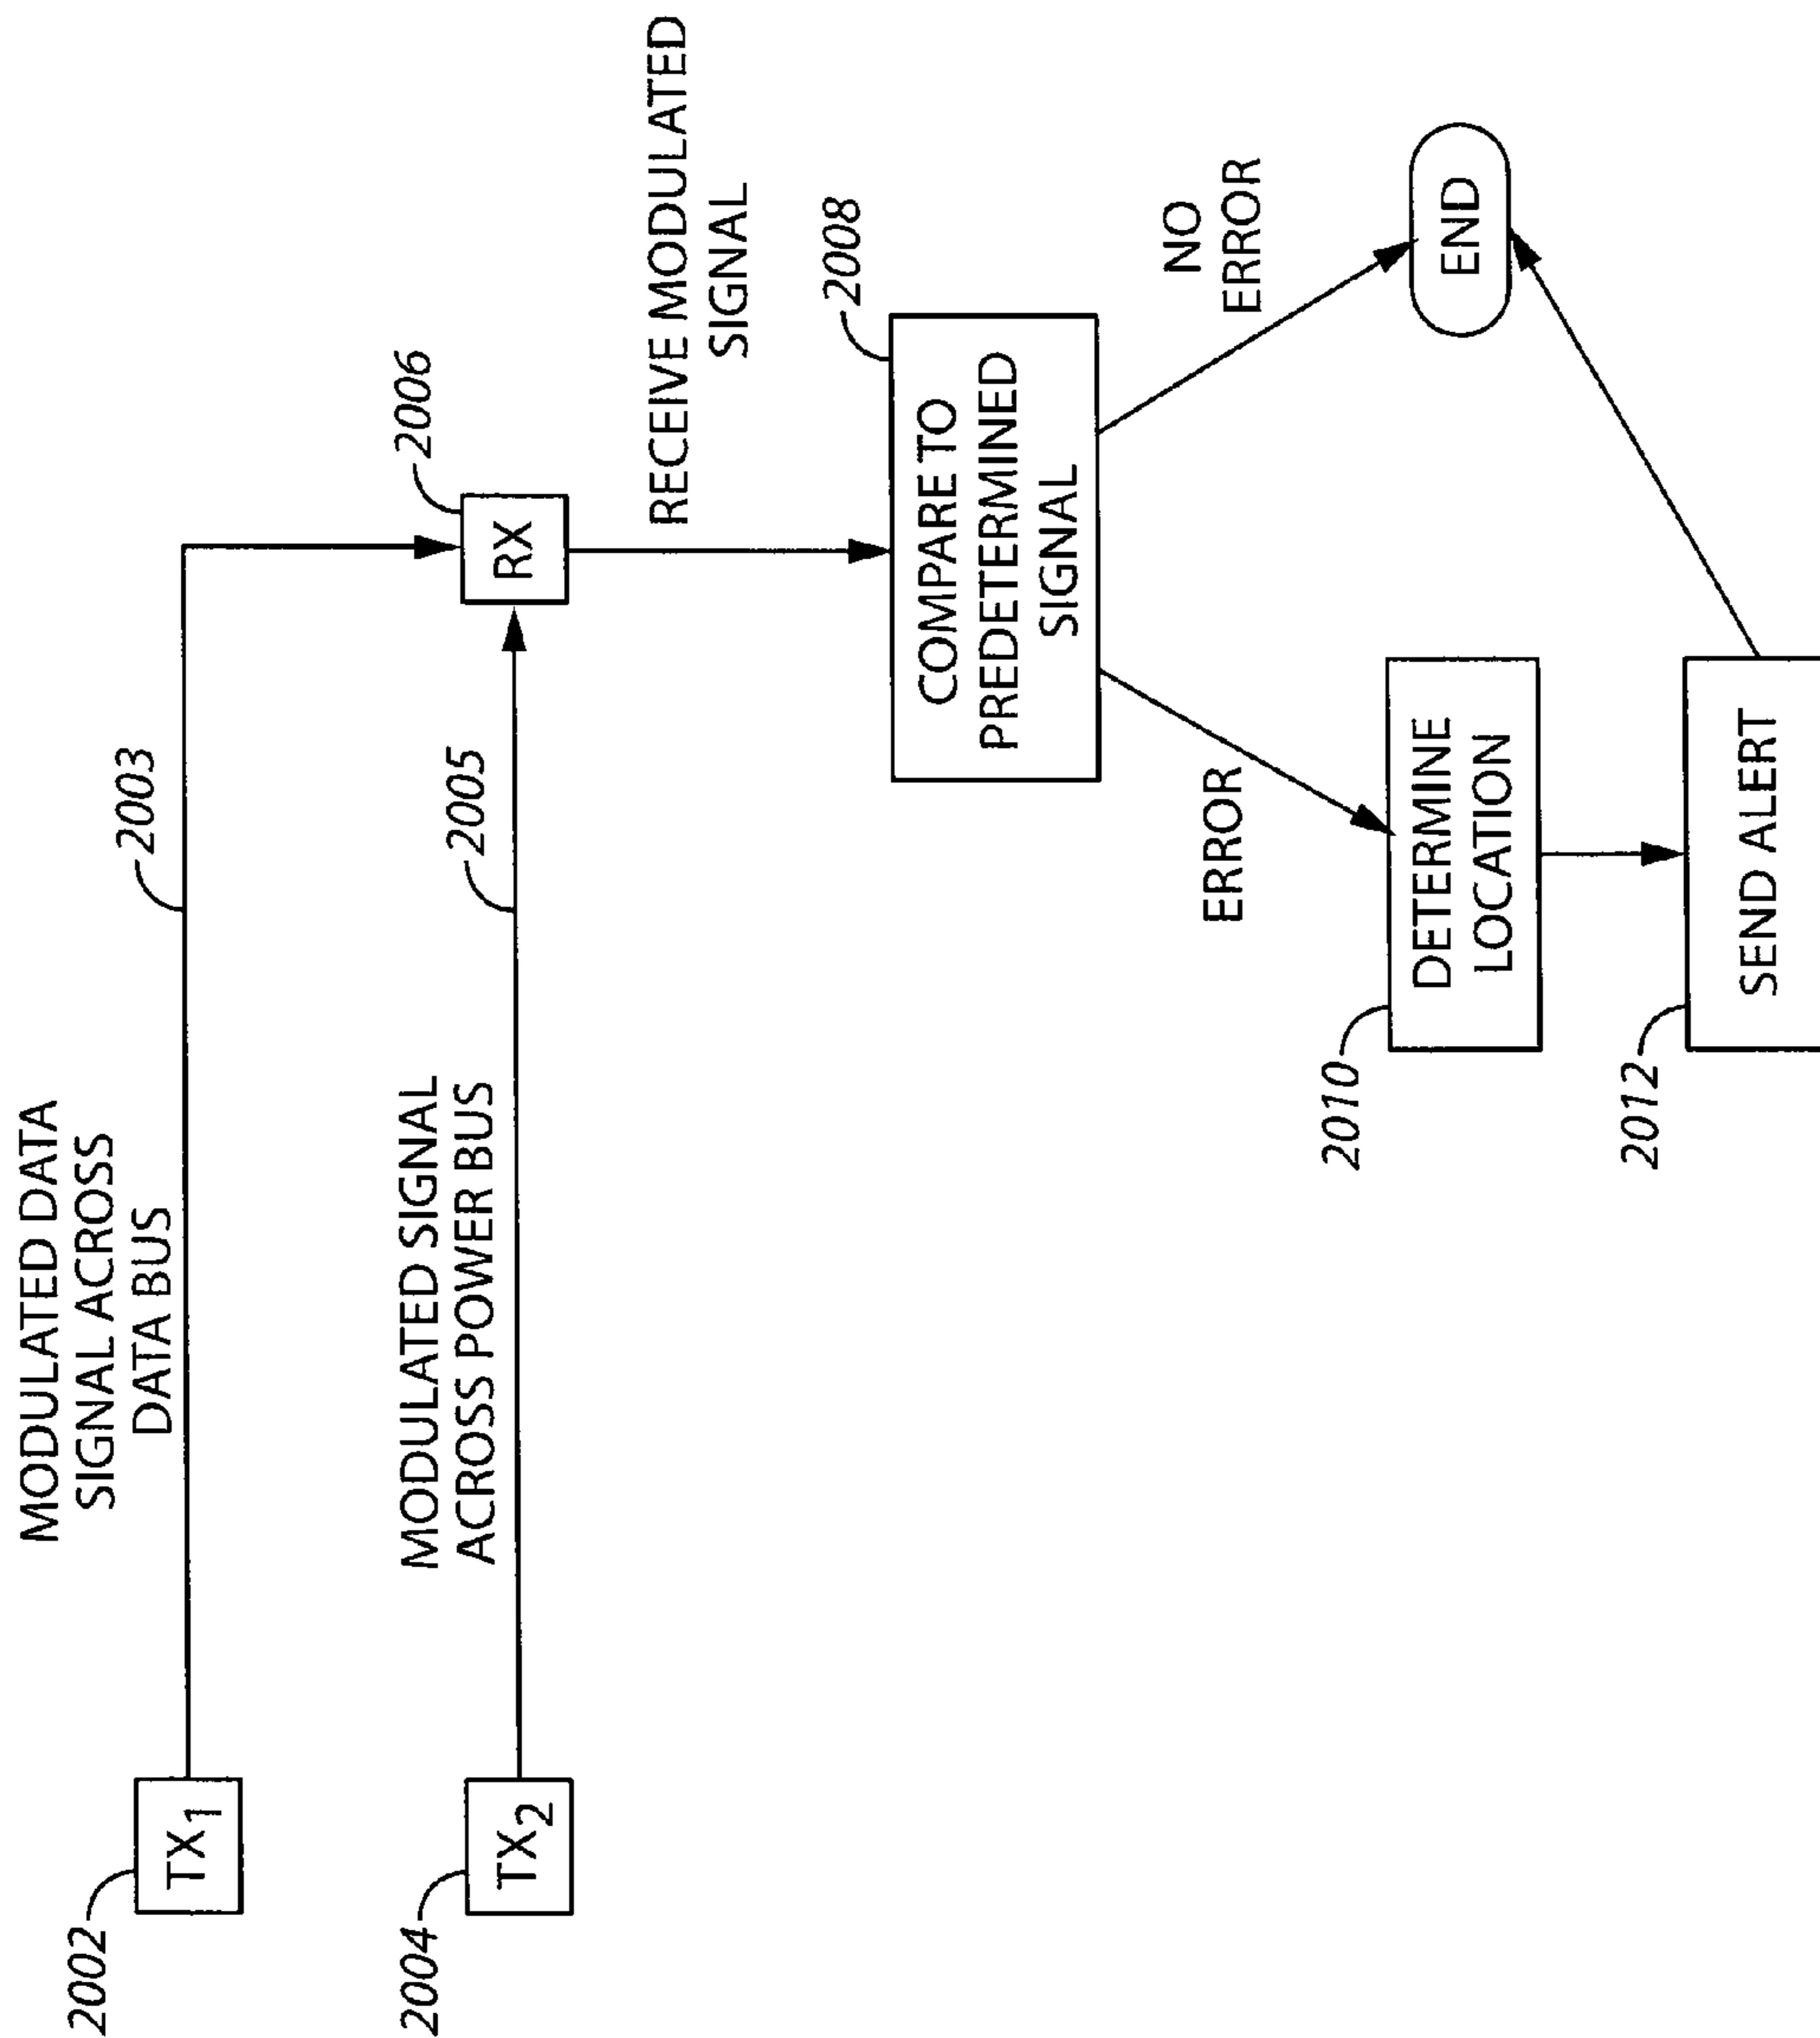 MODULATED DATA
SIGNAL ACROSS
DATA BUS
2002
TX1
2003
MODULATED SIGNAL
ACROSS POWER BUS
2004
TX2
2005
2006
RX
RECEIVE MODULATED
SIGNAL
2008
COMPARE TO
PREDETERMINED
SIGNAL
ERROR
NO
ERROR
2010
DETERMINE
LOCATION
END
2012
SEND ALERT